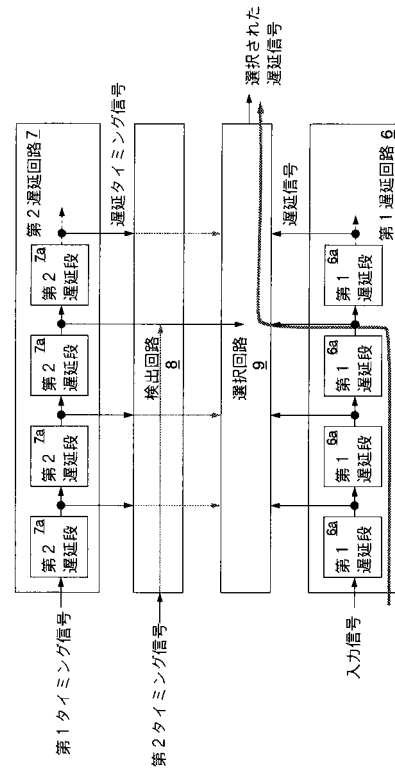 第2遅延回路 7
第1タイミング信号
7a
第2
遅延段
7a
第2
遅延段
7a
第2
遅延段
7a
第2
遅延段
遅延タイミング信号
第2タイミング信号
検出回路
8
選択回路
9
選択された
遅延信号
遅延信号
入力信号
6a
第1
遅延段
6a
第1
遅延段
6a
第1
遅延段
6a
第1
遅延段
第1遅延回路 6